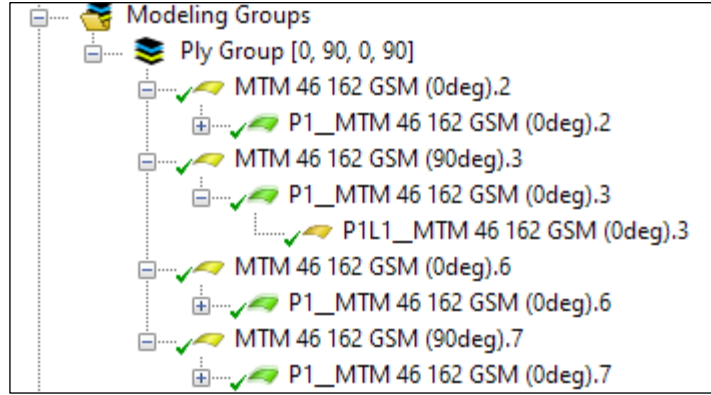 Modeling Groups
Ply Group [0, 90, 0, 90]
MTM 46 162 GSM (0deg).2
P1__MTM 46 162 GSM (0deg).2
MTM 46 162 GSM (90deg).3
P1__MTM 46 162 GSM (0deg).3
P1L1__MTM 46 162 GSM (0deg).3
MTM 46 162 GSM (0deg).6
P1__MTM 46 162 GSM (0deg).6
MTM 46 162 GSM (90deg).7
P1__MTM 46 162 GSM (0deg).7